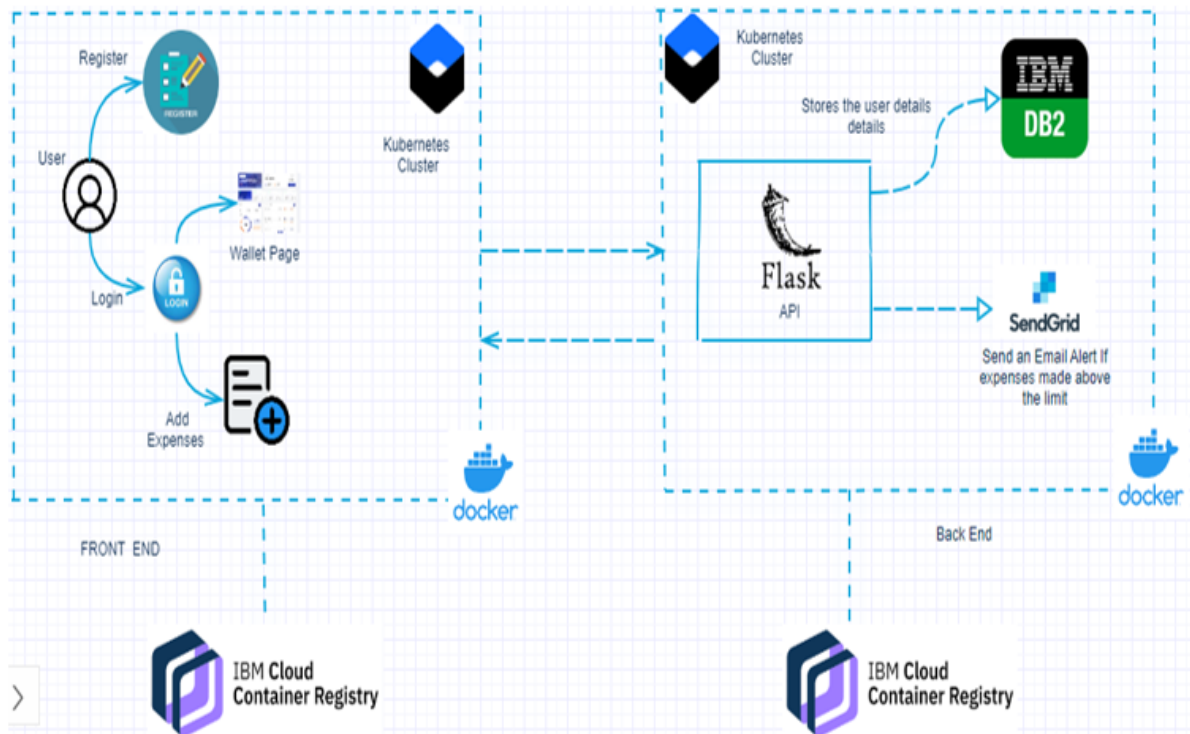 Register
REGISTER
User
Kubernetes
Cluster
Wallet Page
LOGIN
Login
Add
Expenses
docker
FRONT END
IBM Cloud
Container Registry
Kubernetes
Cluster
Stores the user details
details
IBM
DB2
Flask
API
SendGrid
Send an Email Alert If
expenses made above
the limit
docker
Back End
IBM Cloud
Container Registry